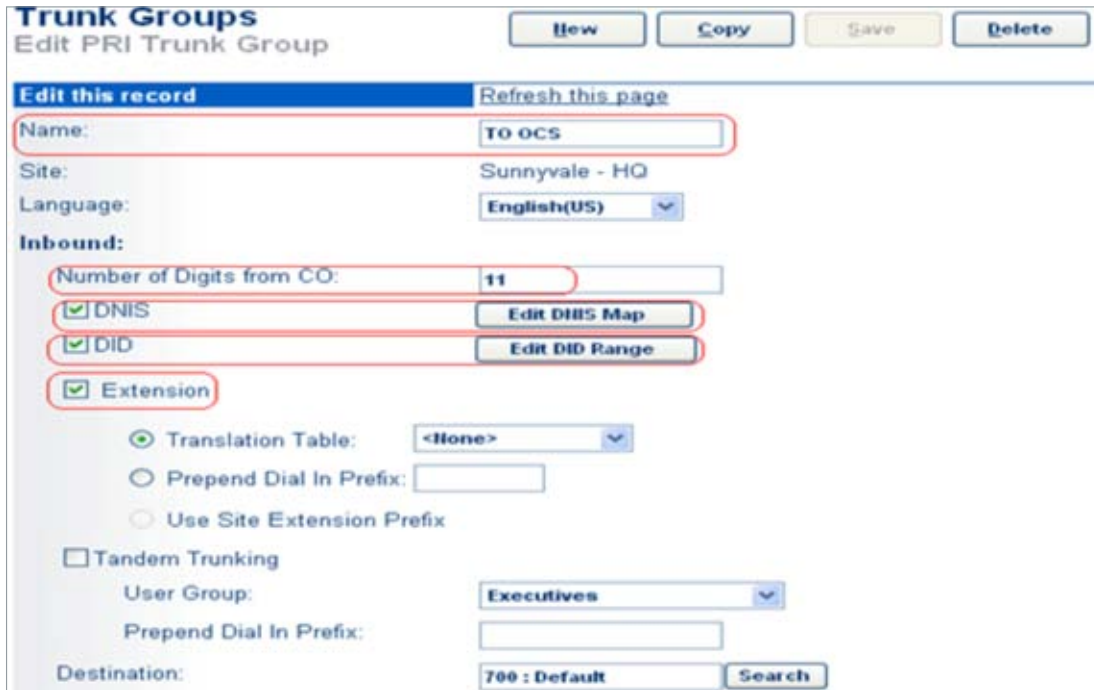 Trunk Groups
Edit PRI Trunk Group
New Copy Save Delete
Edit this record Refresh this page
Name: TO OCS
Site: Sunnyvale - HQ
Language: English(US)
Inbound:
Number of Digits from CO: 11
DNIS Edit DNIS Map
DID Edit DID Range
Extension
Translation Table: <None>
Prepend Dial In Prefix:
Use Site Extension Prefix
Tandem Trunking
User Group: Executives
Prepend Dial In Prefix:
Destination: 700 : Default Search